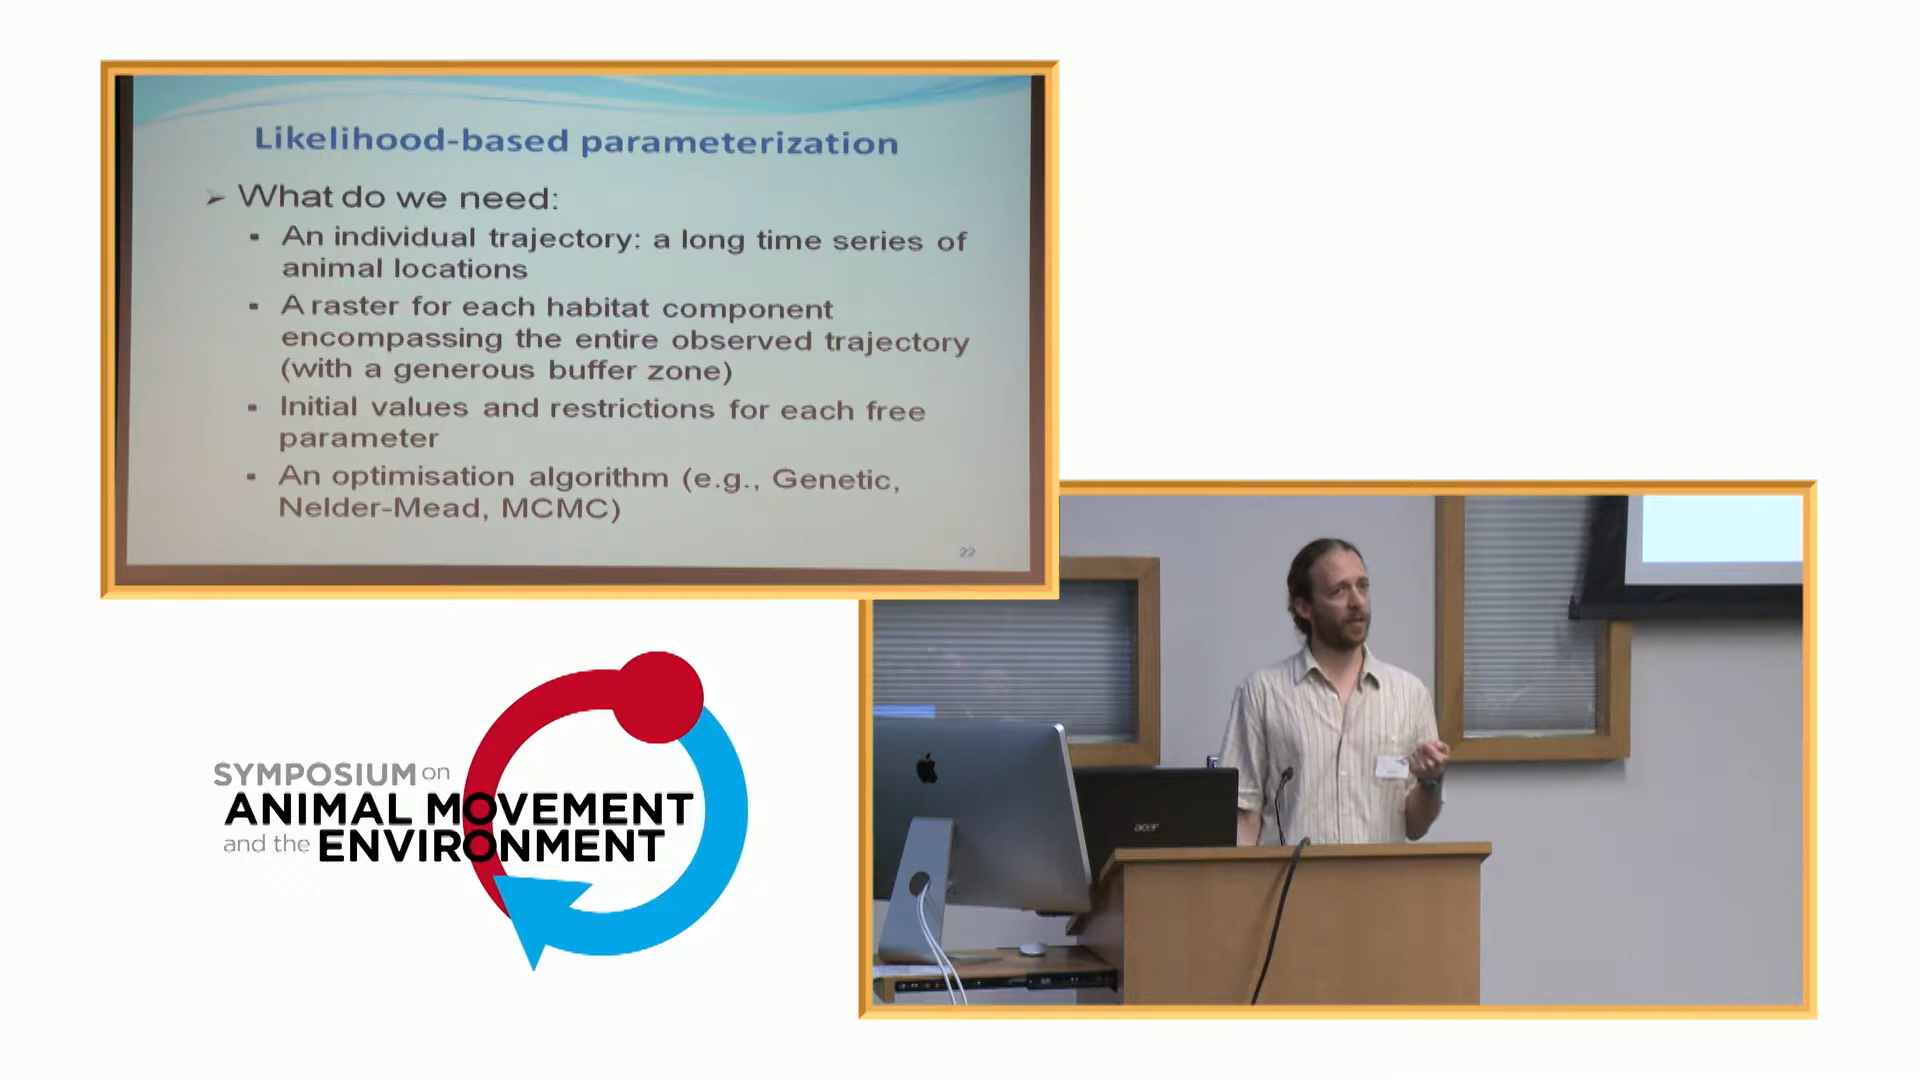 Likelihood-based parameterization
➢ What do we need:
▪ An individual trajectory: a long time series of
animal locations
▪ A raster for each habitat component
encompassing the entire observed trajectory
(with a generous buffer zone)
▪ Initial values and restrictions for each free
parameter
▪ An optimisation algorithm (e.g., Genetic,
Nelder-Mead, MCMC)
22
SYMPOSIUM on
ANIMAL MOVEMENT
and the ENVIRONMENT
acer